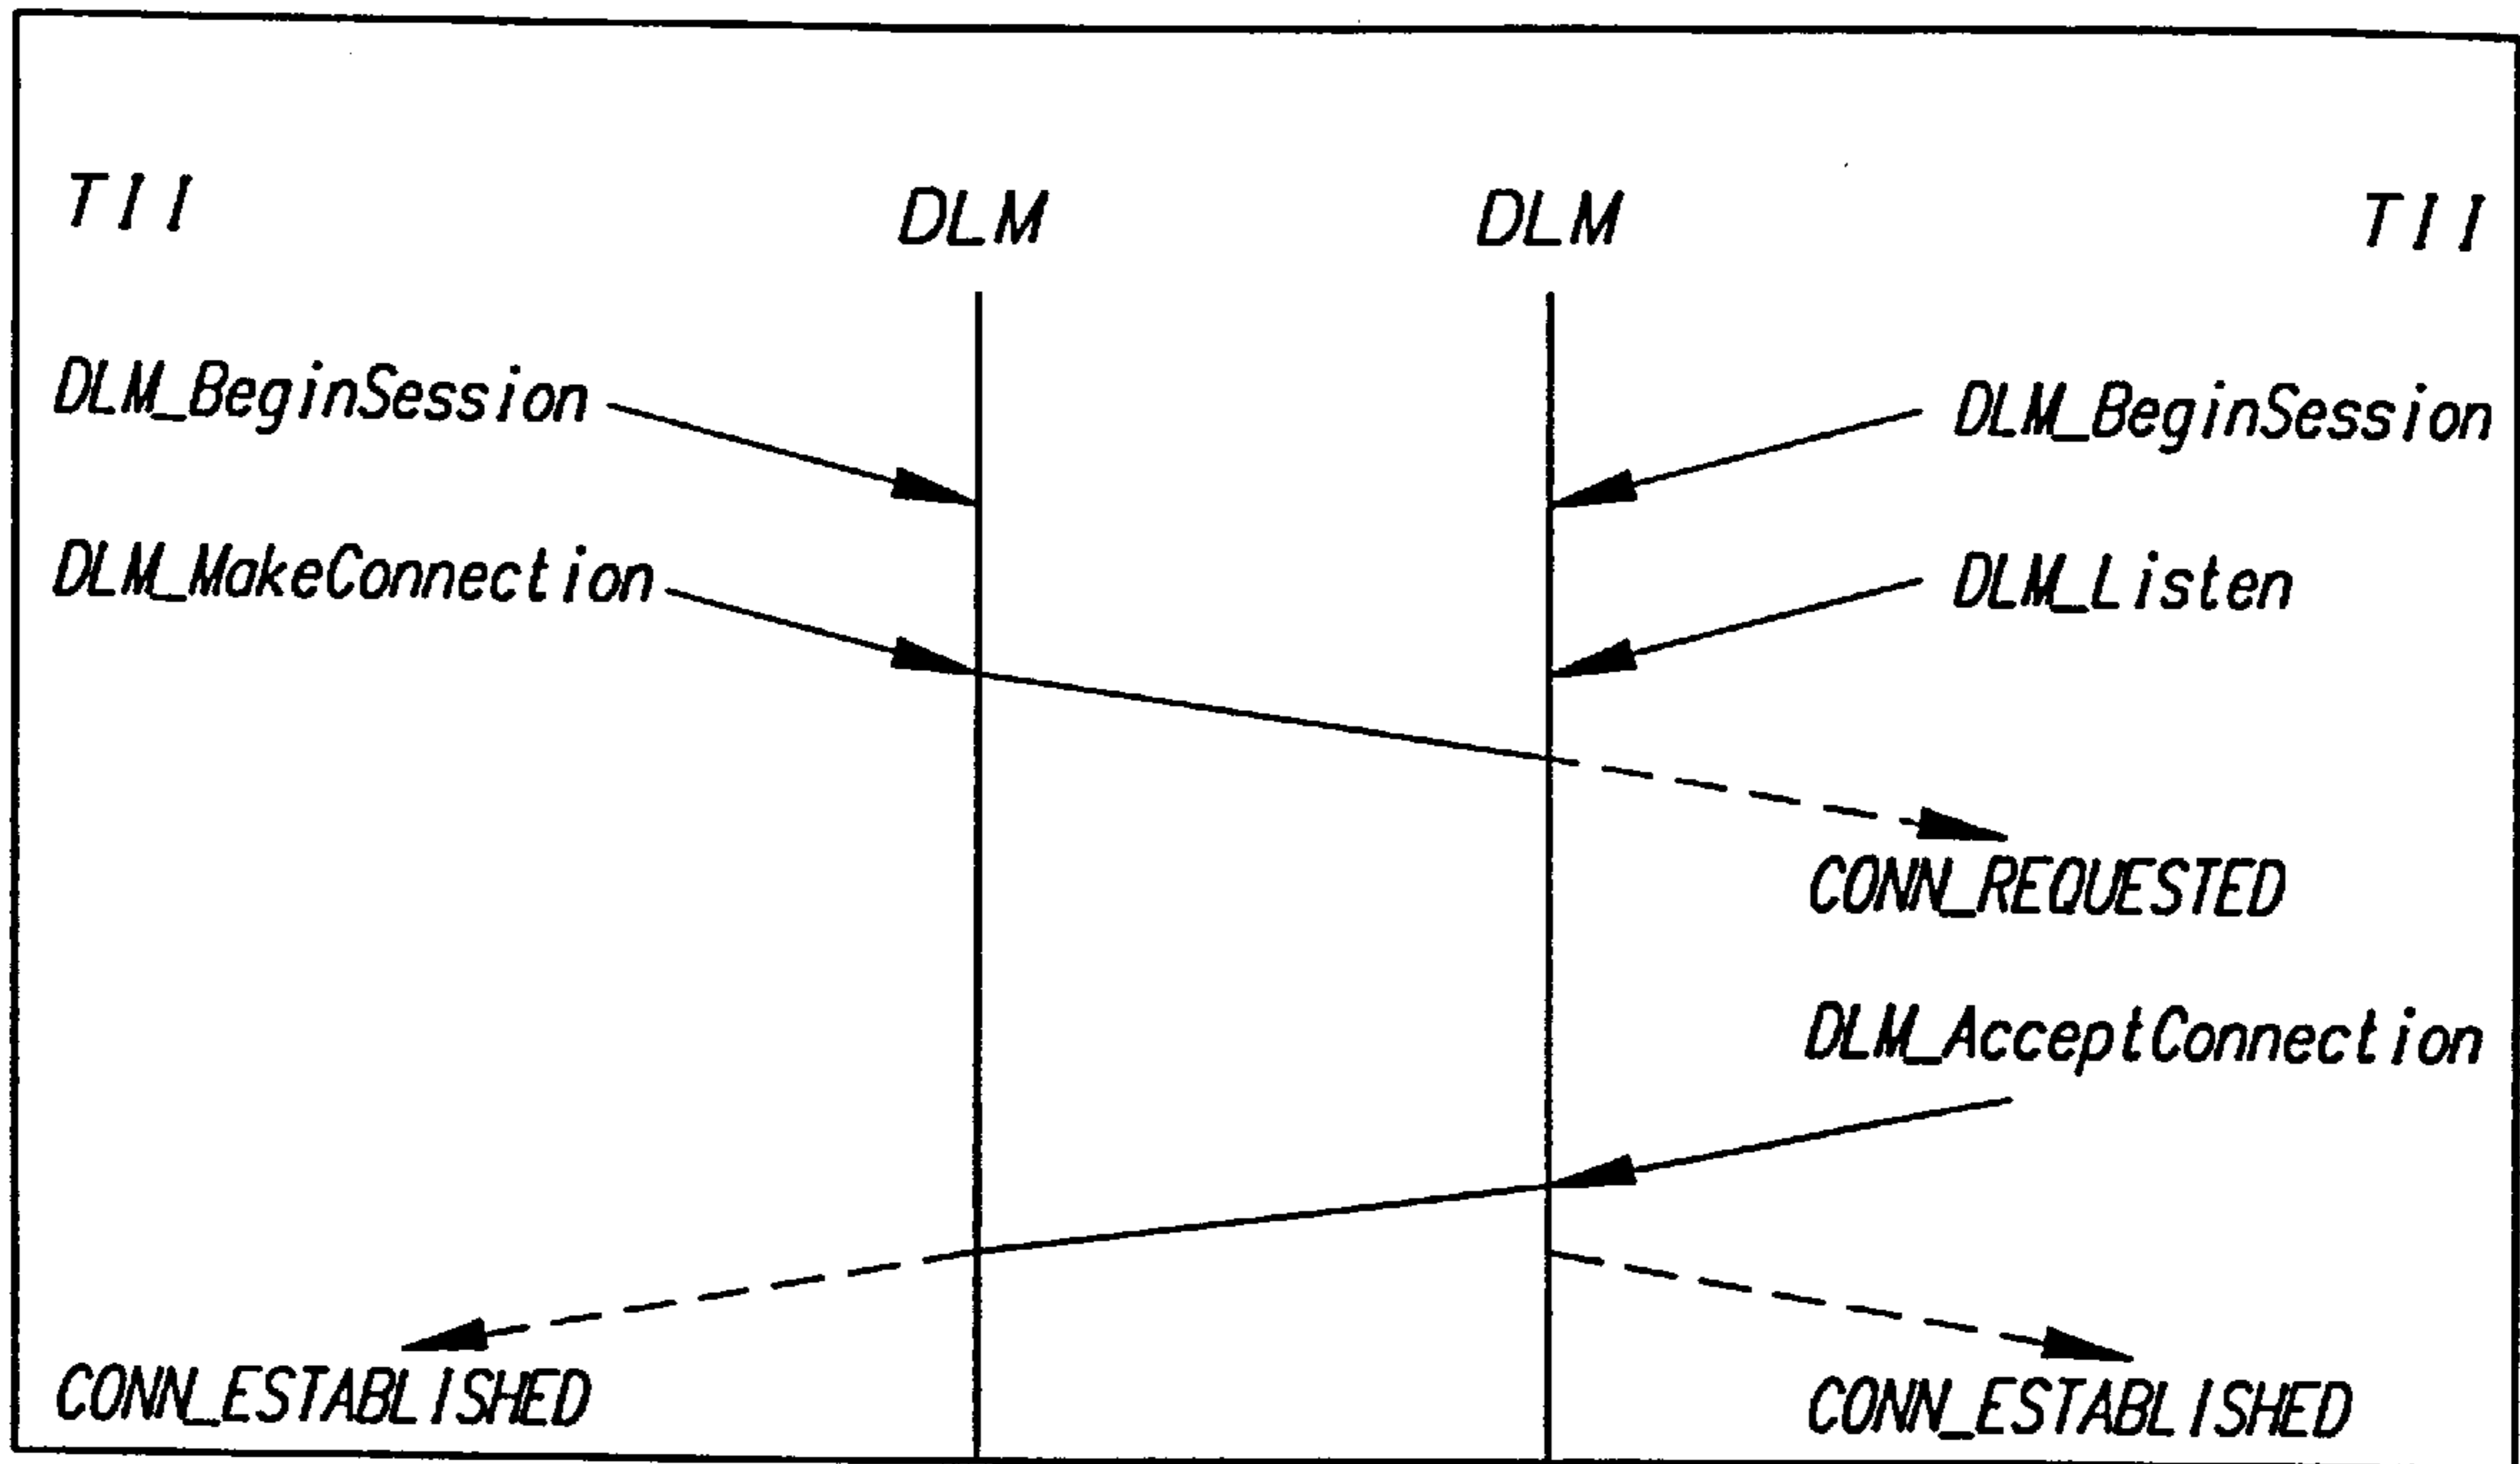 TII DLM DLM TII
DLM_BeginSession DLM_BeginSession
DLM_MakeConnection DLM_Listen
CONN_REQUESTED
DLM_AcceptConnection
CONN_ESTABLISHED CONN_ESTABLISHED